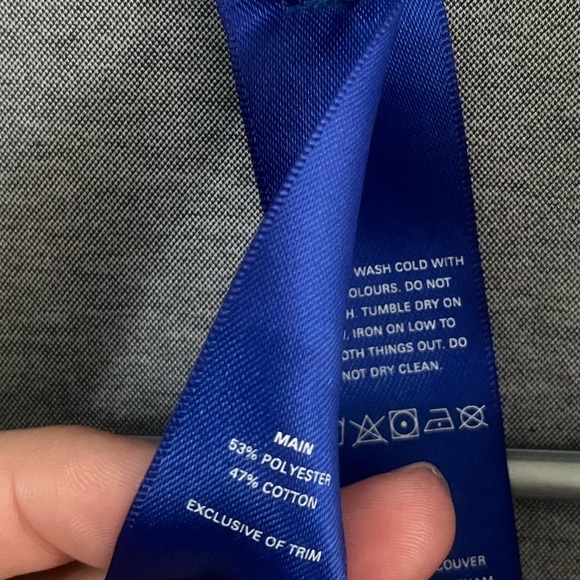 MAIN
53% POLYESTER
47% COTTON
EXCLUSIVE OF TRIM
WASH COLD WITH
OLOURS. DO NOT
H. TUMBLE DRY ON
. IRON ON LOW TO
OTH THINGS OUT. DO
NOT DRY CLEAN.
COUVER